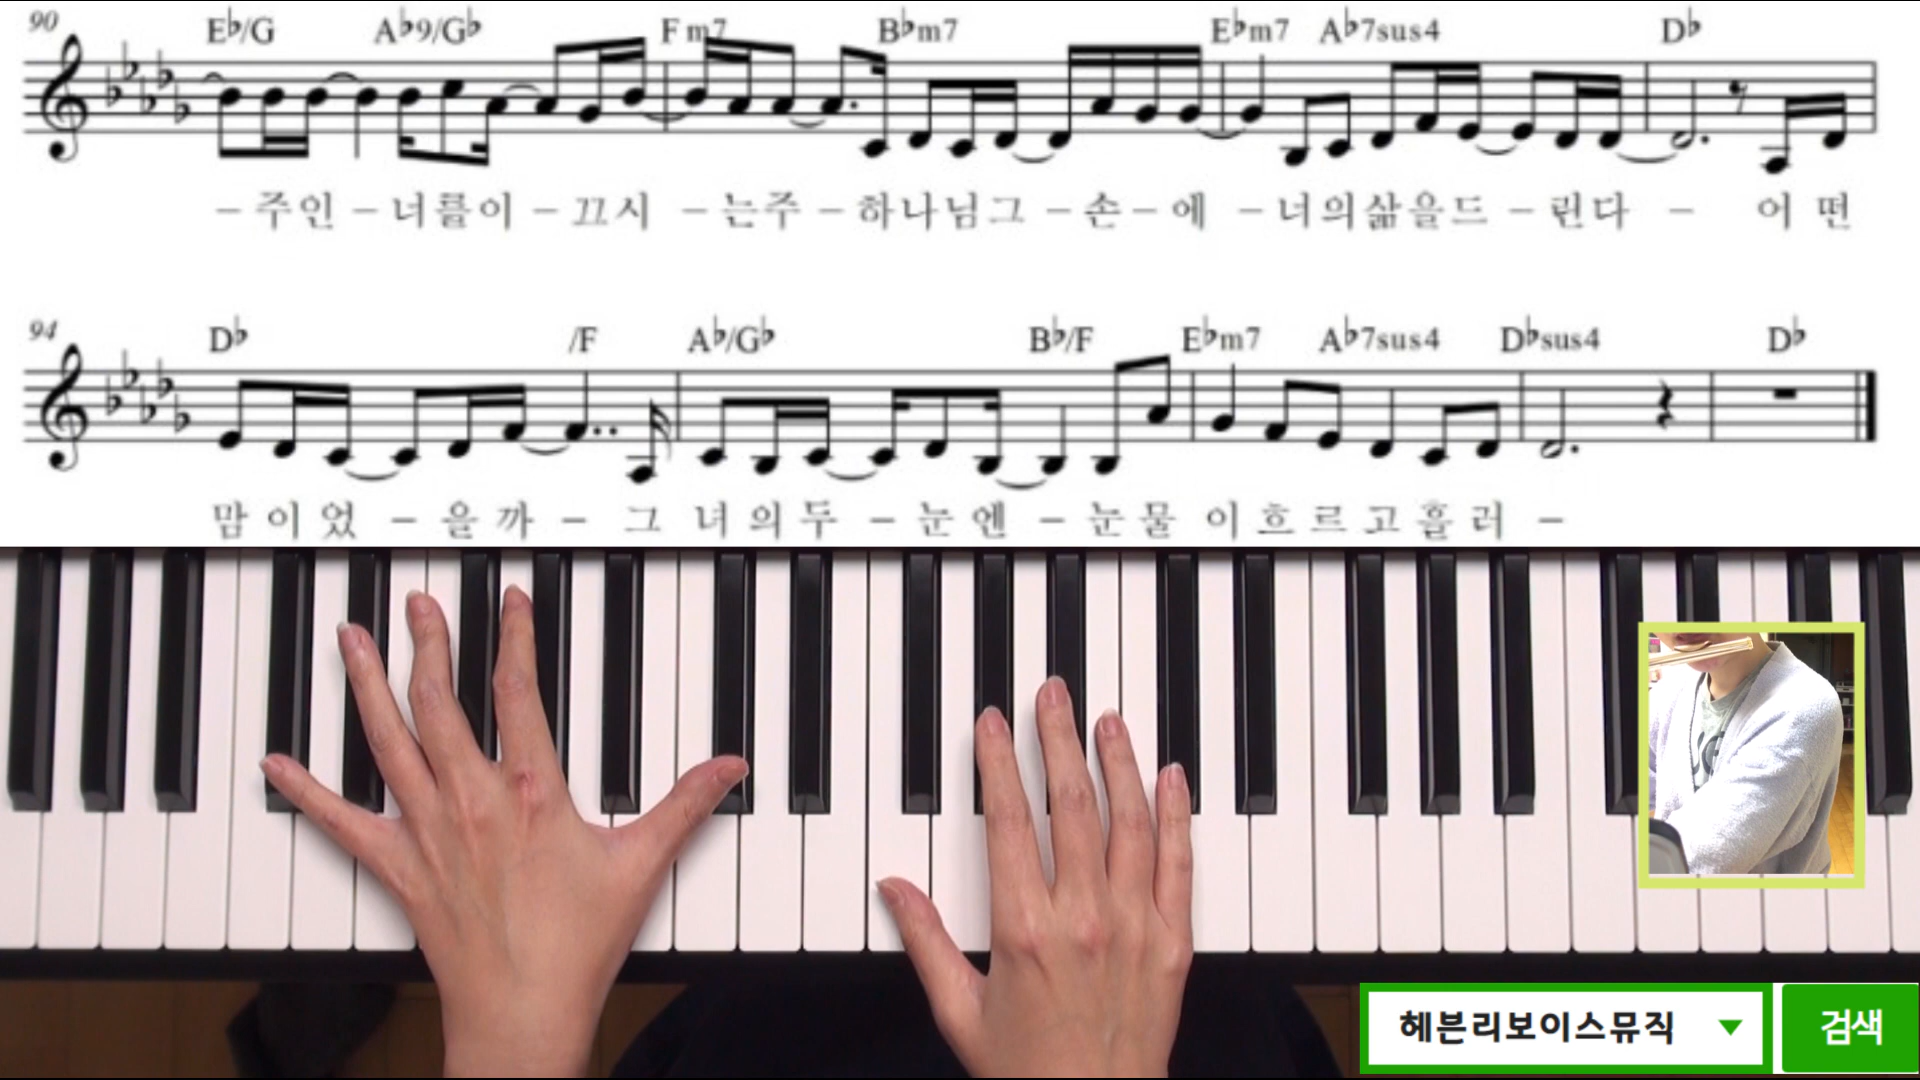 90 E♭/G A♭9/G♭ Fm7 B♭m7 E♭m7 A♭7sus4 D♭
– 주인 – 너를이 – 끄시 – 는주 – 하나님그 – 손 – 에 – 너의삶을드 – 린다 – 어 떤
94 D♭ /F A♭/G♭ B♭/F E♭m7 A♭7sus4 D♭sus4 D♭
맘 이 었 – 을 까 – 그 녀 의 두 – 눈 엔 – 눈 물 이 흐 르 고 흘 러 –
헤븐리보이스뮤직 검색